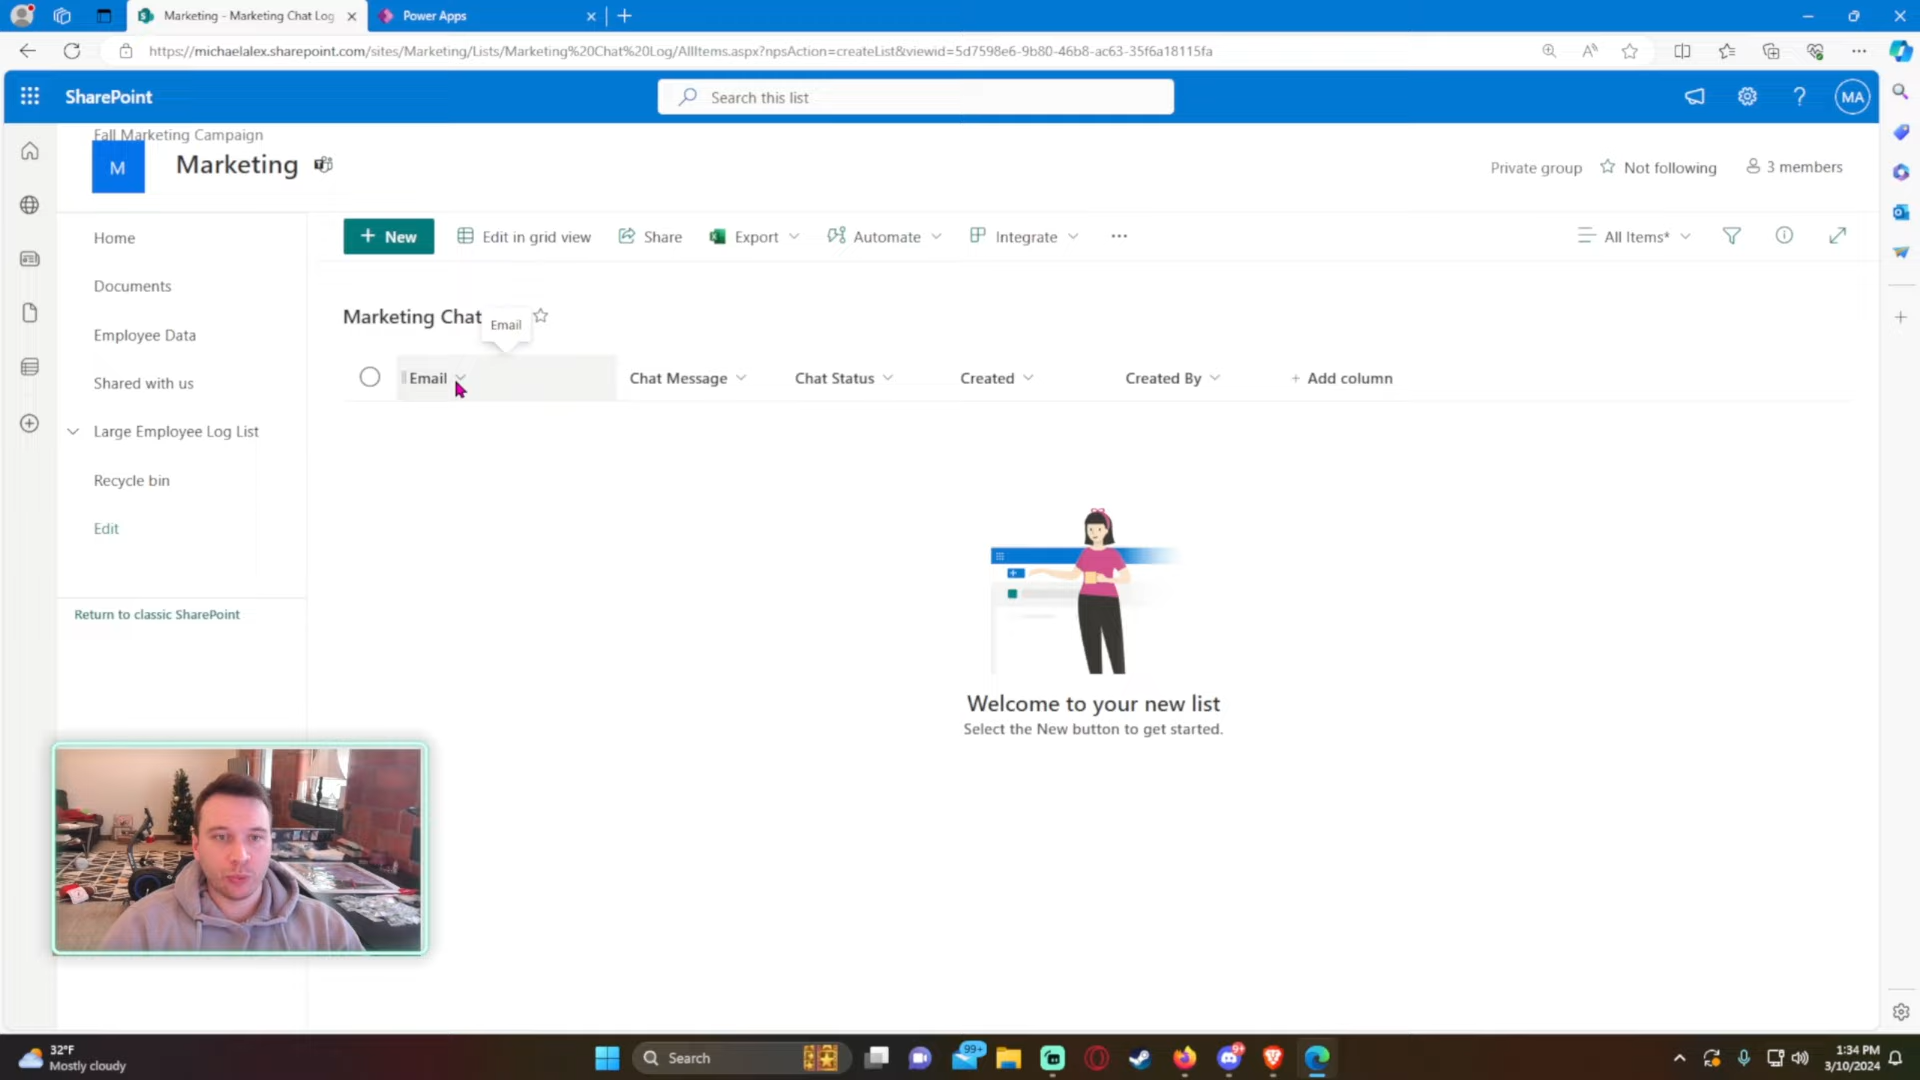 Marketing - Marketing Chat Log
Power Apps
https://michaelalex.sharepoint.com/sites/Marketing/Lists/Marketing%20Chat%20Log/AllItems.aspx?npsAction=createList&viewid=5d7598e6-9b80-46b8-ac63-35f6a18115fa
SharePoint
Search this list
MA
Fall Marketing Campaign
M
Marketing
Private group
Not following
3 members
Home
Documents
Employee Data
Shared with us
Large Employee Log List
Recycle bin
Edit
Return to classic SharePoint
+ New
Edit in grid view
Share
Export
Automate
Integrate
All Items*
Marketing Chat
Email
Email
Chat Message
Chat Status
Created
Created By
+ Add column
Welcome to your new list
Select the New button to get started.
32°F
Mostly cloudy
Search
99+
9+
1:34 PM
3/10/2024